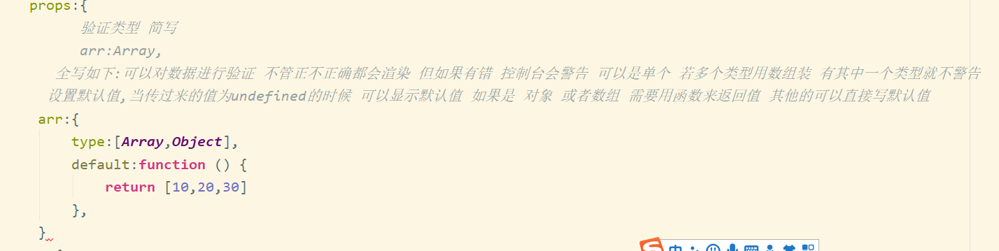 props:{
验证类型 简写
arr:Array,
全写如下:可以对数据进行验证 不管正不正确都会渲染 但如果有错 控制台会警告 可以是单个 若多个类型用数组装 有其中一个类型就不警告
设置默认值,当传过来的值为undefined的时候 可以显示默认值 如果是 对象 或者数组 需要用函数来返回值 其他的可以直接写默认值
arr:{
type:[Array,Object],
default:function () {
return [10,20,30]
},
}
中